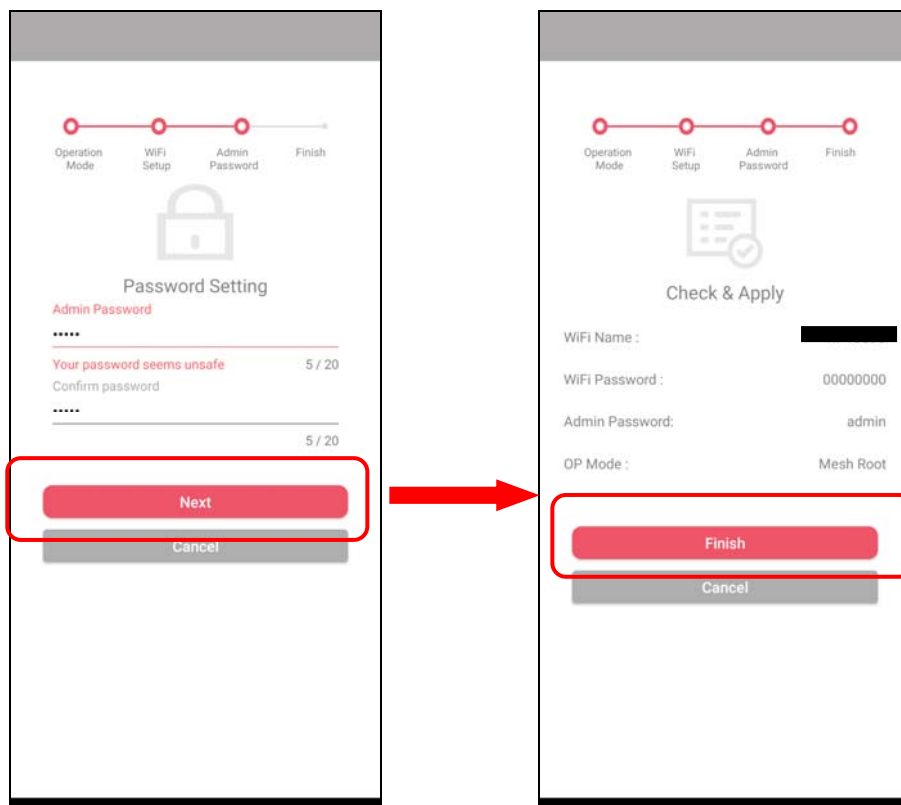 Operation
Mode
WiFi
Setup
Admin
Password
Finish
Password Setting
Admin Password
•••••
Your password seems unsafe 5 / 20
Confirm password
•••••
5 / 20
Next
Cancel
Operation
Mode
WiFi
Setup
Admin
Password
Finish
Check & Apply
WiFi Name :
WiFi Password : 00000000
Admin Password: admin
OP Mode : Mesh Root
Finish
Cancel